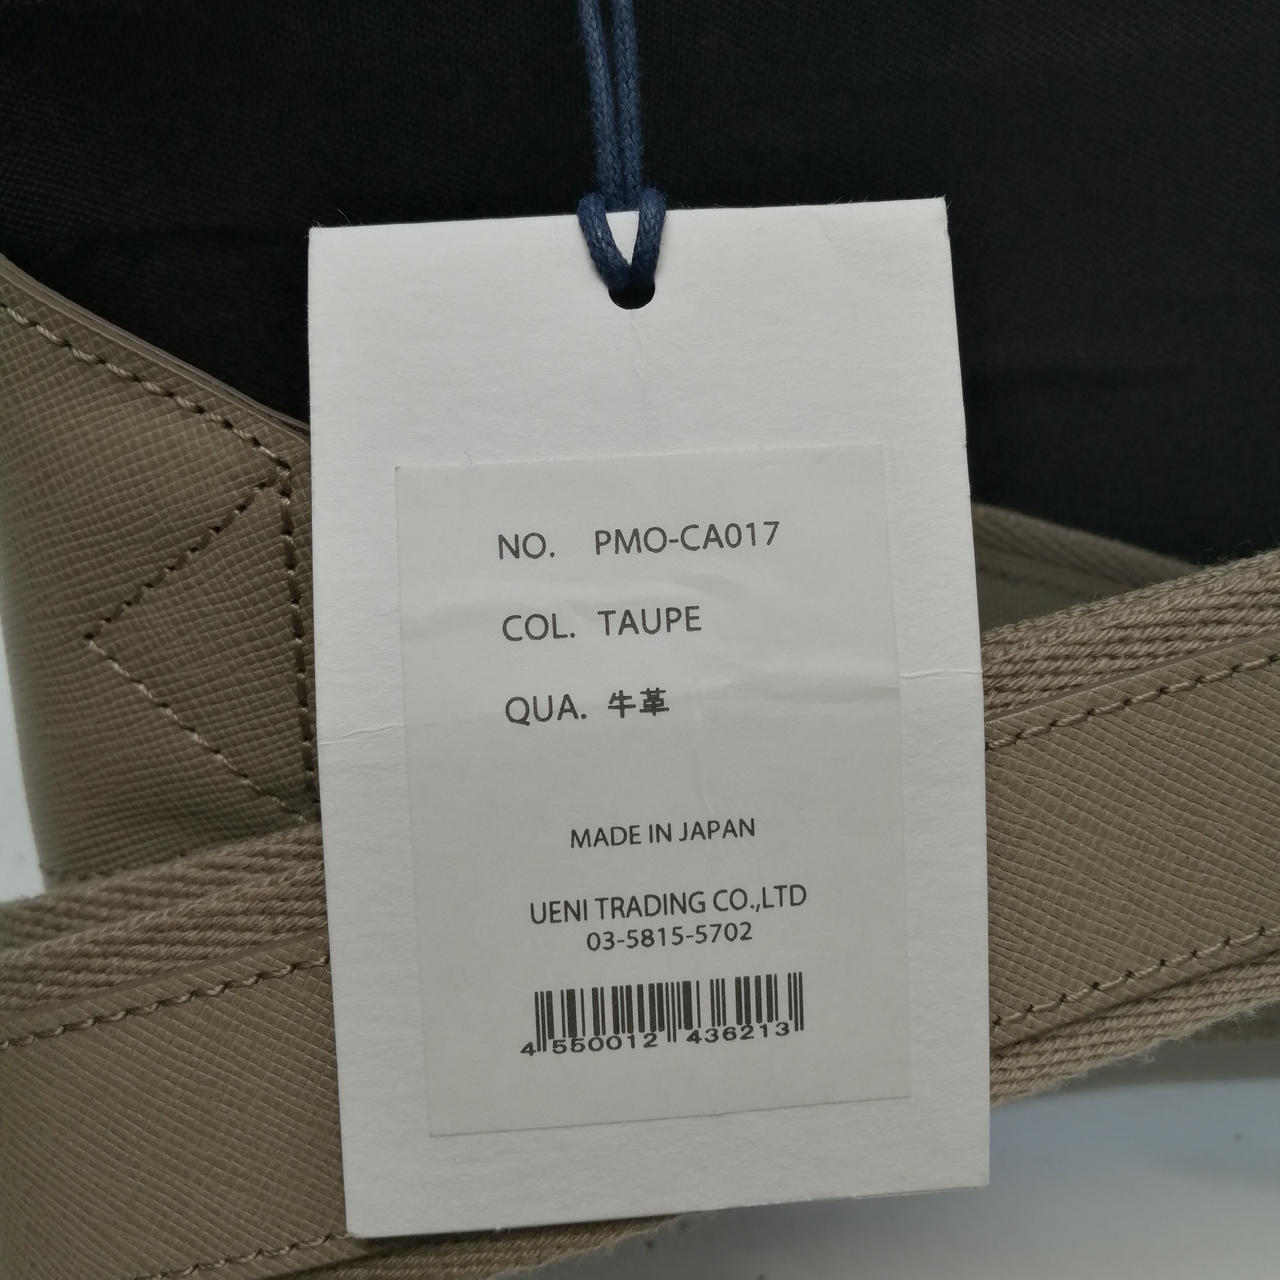 NO. PMO-CA017
COL. TAUPE
QUA. 牛革
MADE IN JAPAN
UENI TRADING CO.,LTD
03-5815-5702
4 550012 436213